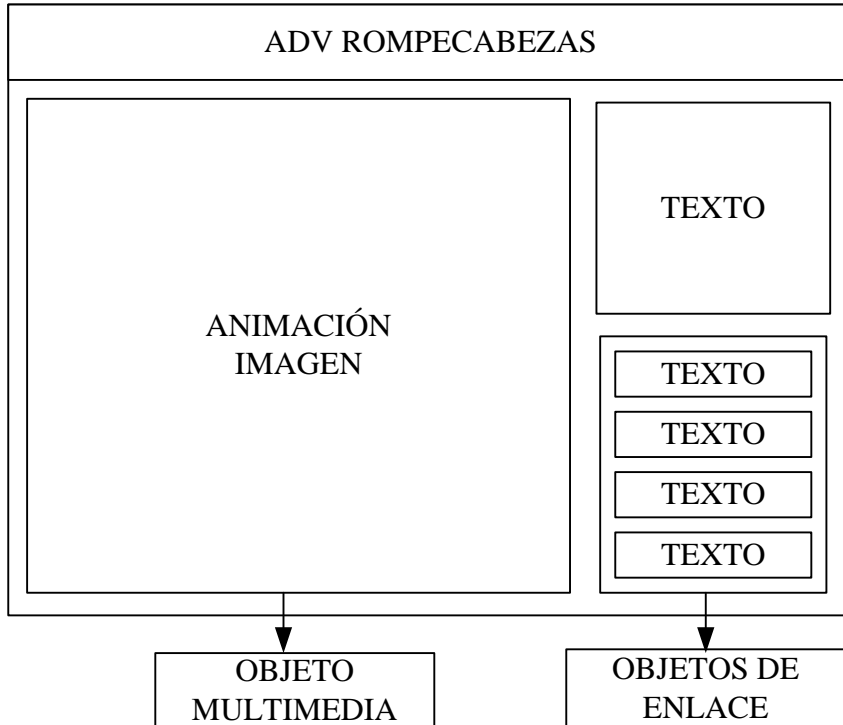 ADV ROMPECABEZAS
ANIMACIÓN
IMAGEN
TEXTO
TEXTO
TEXTO
TEXTO
TEXTO
OBJETO
MULTIMEDIA
OBJETOS DE
ENLACE